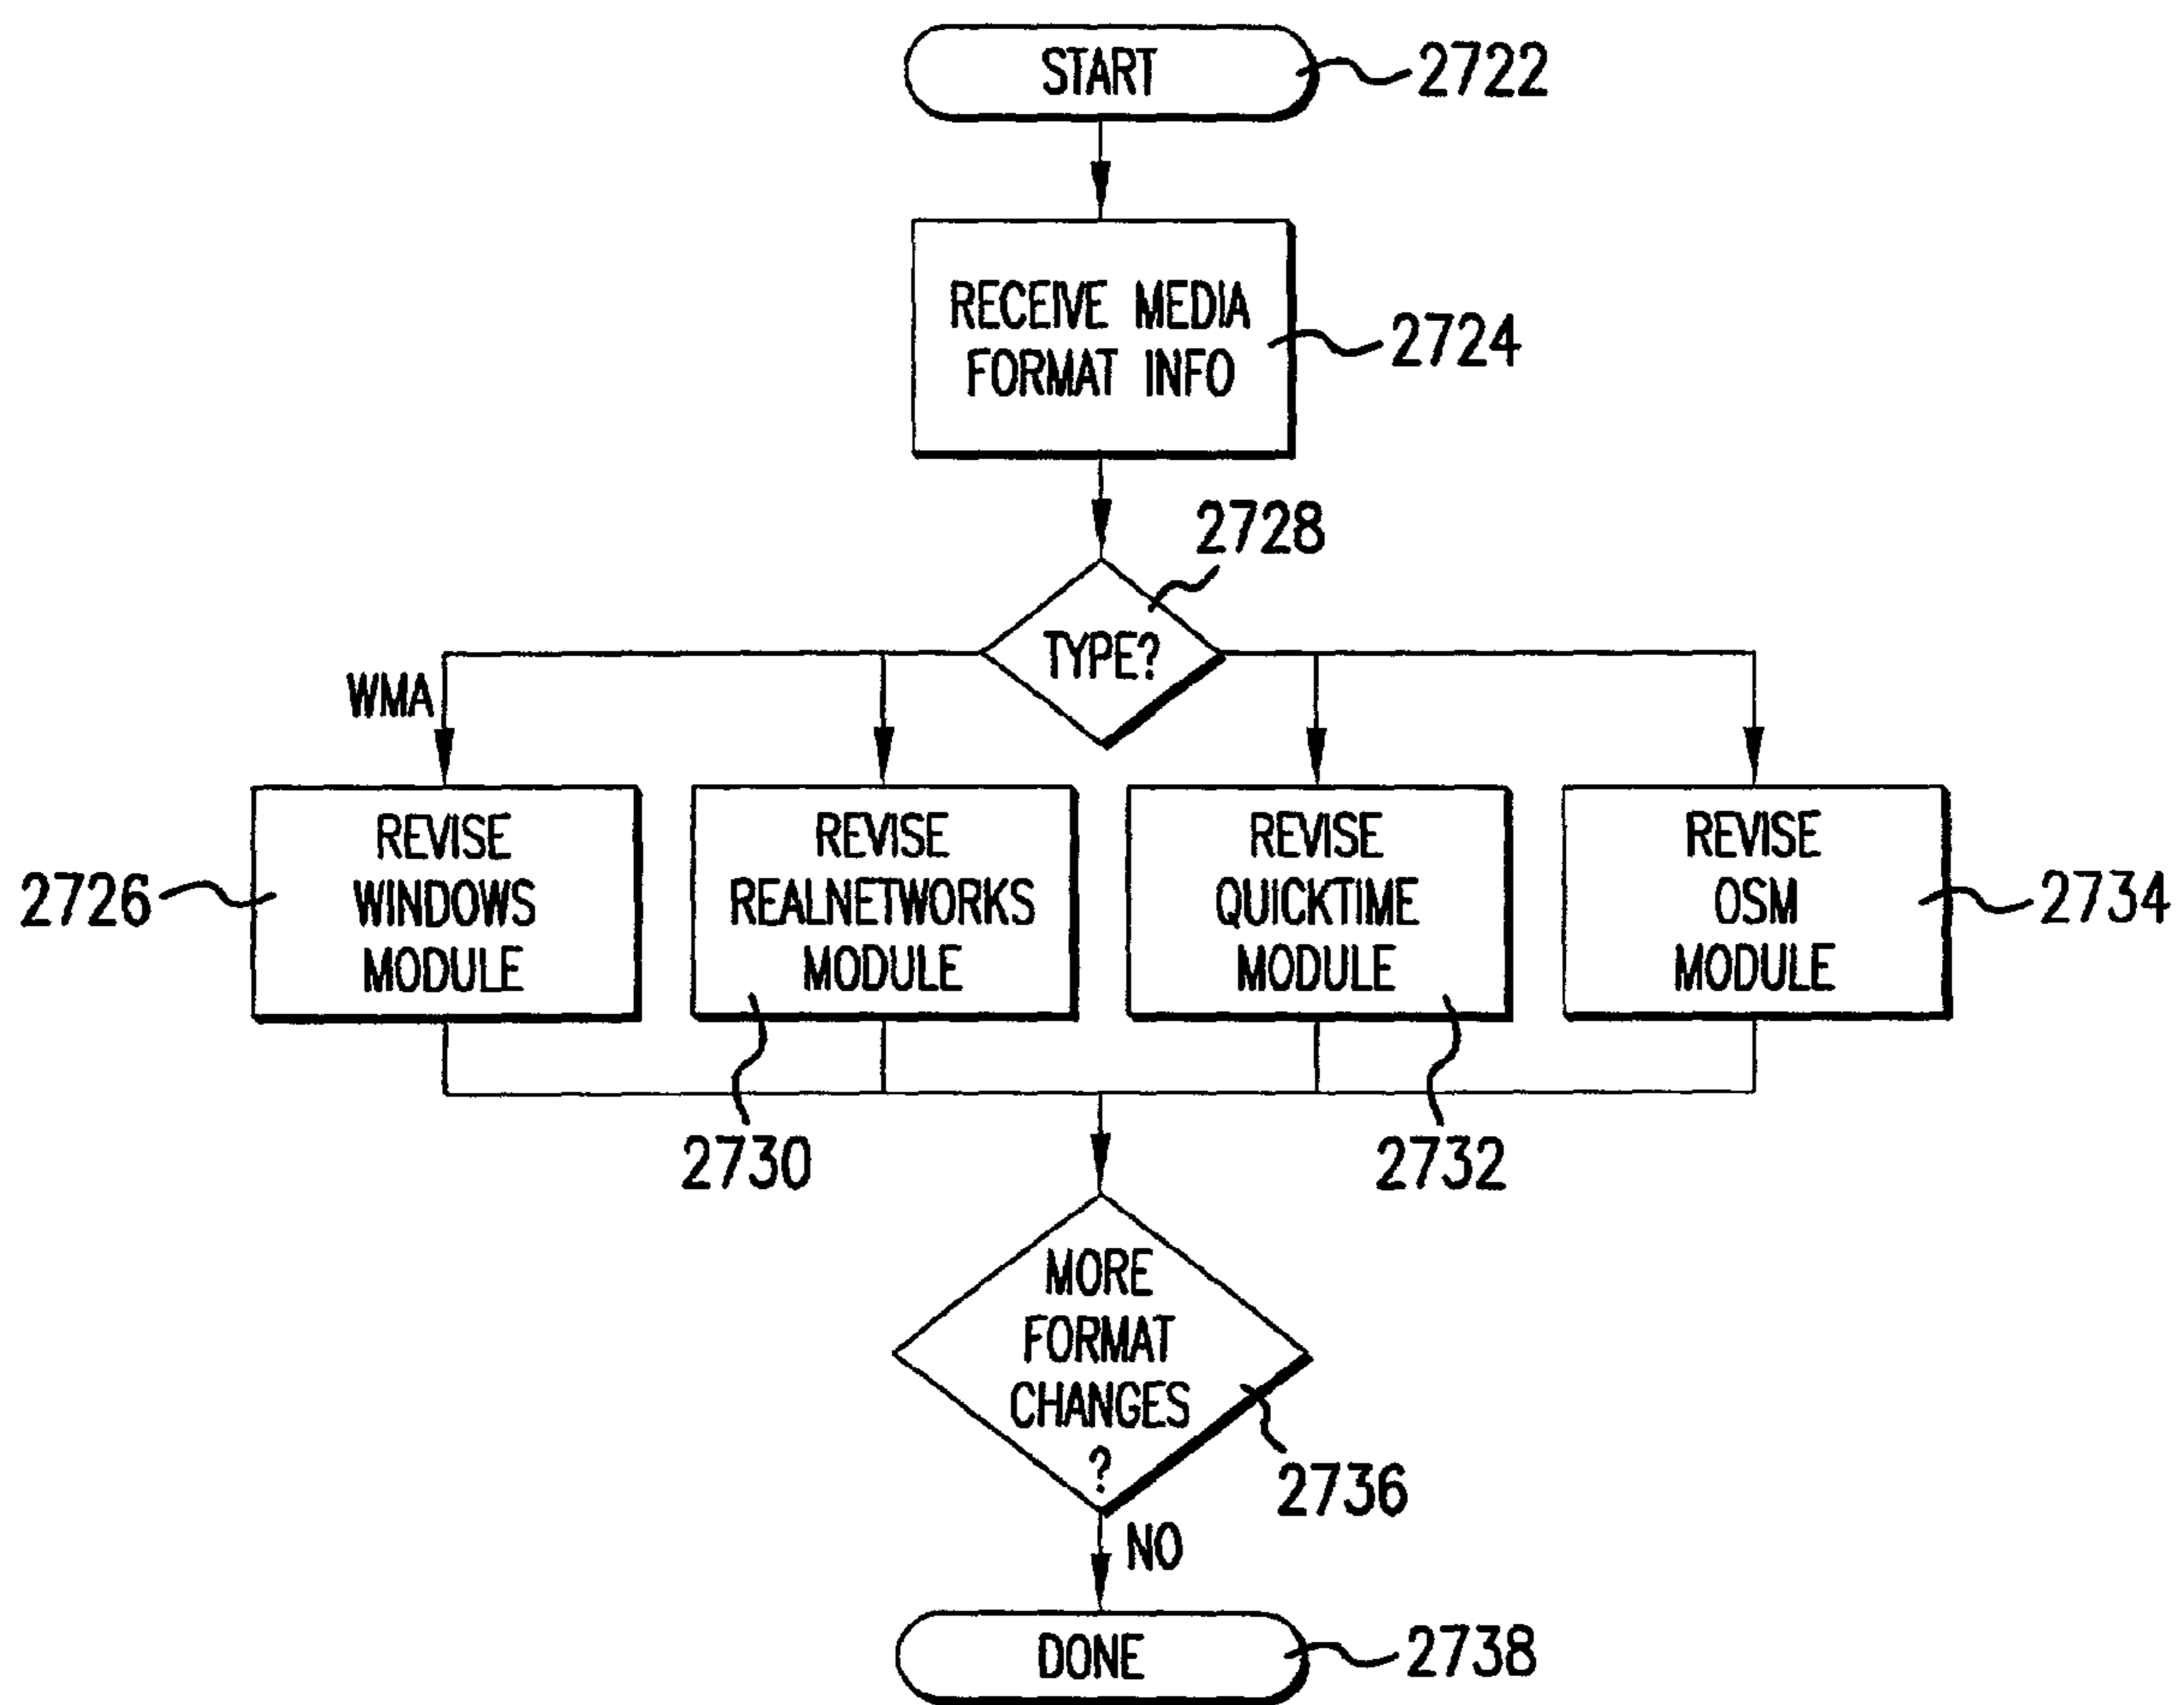 START
2722
RECEIVE MEDIA
FORMAT INFO
2724
2728
TYPE?
WMA
REVISE
WINDOWS
MODULE
2726
REVISE
REALNETWORKS
MODULE
2730
REVISE
QUICKTIME
MODULE
2732
REVISE
OSM
MODULE
2734
MORE
FORMAT
CHANGES
?
2736
NO
DONE
2738